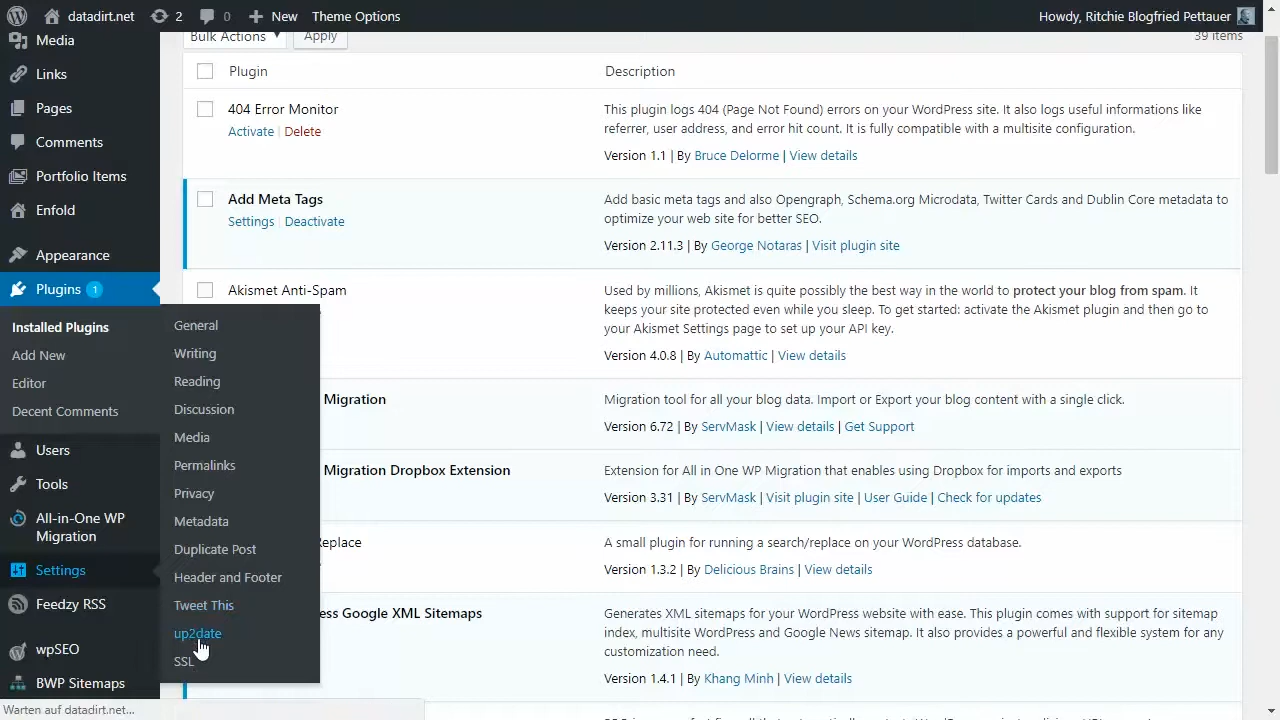 datadirt.net 2 0 New Theme Options Howdy, Ritchie Blogfried Pettauer
Media
Links
Pages
Comments
Portfolio Items
Enfold
Appearance
Plugins 1
Installed Plugins
Add New
Editor
Decent Comments
Users
Tools
All-in-One WP
Migration
Settings
Feedzy RSS
wpSEO
BWP Sitemaps
General
Writing
Reading
Discussion
Media
Permalinks
Privacy
Metadata
Duplicate Post
Header and Footer
Tweet This
up2date
SSL
Bulk Actions Apply 39 items
Plugin Description
404 Error Monitor
Activate | Delete
This plugin logs 404 (Page Not Found) errors on your WordPress site. It also logs useful informations like
referrer, user address, and error hit count. It is fully compatible with a multisite configuration.
Version 1.1 | By Bruce Delorme | View details
Add Meta Tags
Settings | Deactivate
Add basic meta tags and also Opengraph, Schema.org Microdata, Twitter Cards and Dublin Core metadata to
optimize your web site for better SEO.
Version 2.11.3 | By George Notaras | Visit plugin site
Akismet Anti-Spam
Used by millions, Akismet is quite possibly the best way in the world to protect your blog from spam. It
keeps your site protected even while you sleep. To get started: activate the Akismet plugin and then go to
your Akismet Settings page to set up your API key.
Version 4.0.8 | By Automattic | View details
Migration
Migration tool for all your blog data. Import or Export your blog content with a single click.
Version 6.72 | By ServMask | View details | Get Support
Migration Dropbox Extension
Extension for All in One WP Migration that enables using Dropbox for imports and exports
Version 3.31 | By ServMask | Visit plugin site | User Guide | Check for updates
Replace
A small plugin for running a search/replace on your WordPress database.
Version 1.3.2 | By Delicious Brains | View details
ess Google XML Sitemaps
Generates XML sitemaps for your WordPress website with ease. This plugin comes with support for sitemap
index, multisite WordPress and Google News sitemap. It also provides a powerful and flexible system for any
customization need.
Version 1.4.1 | By Khang Minh | View details
Warten auf datadirt.net...